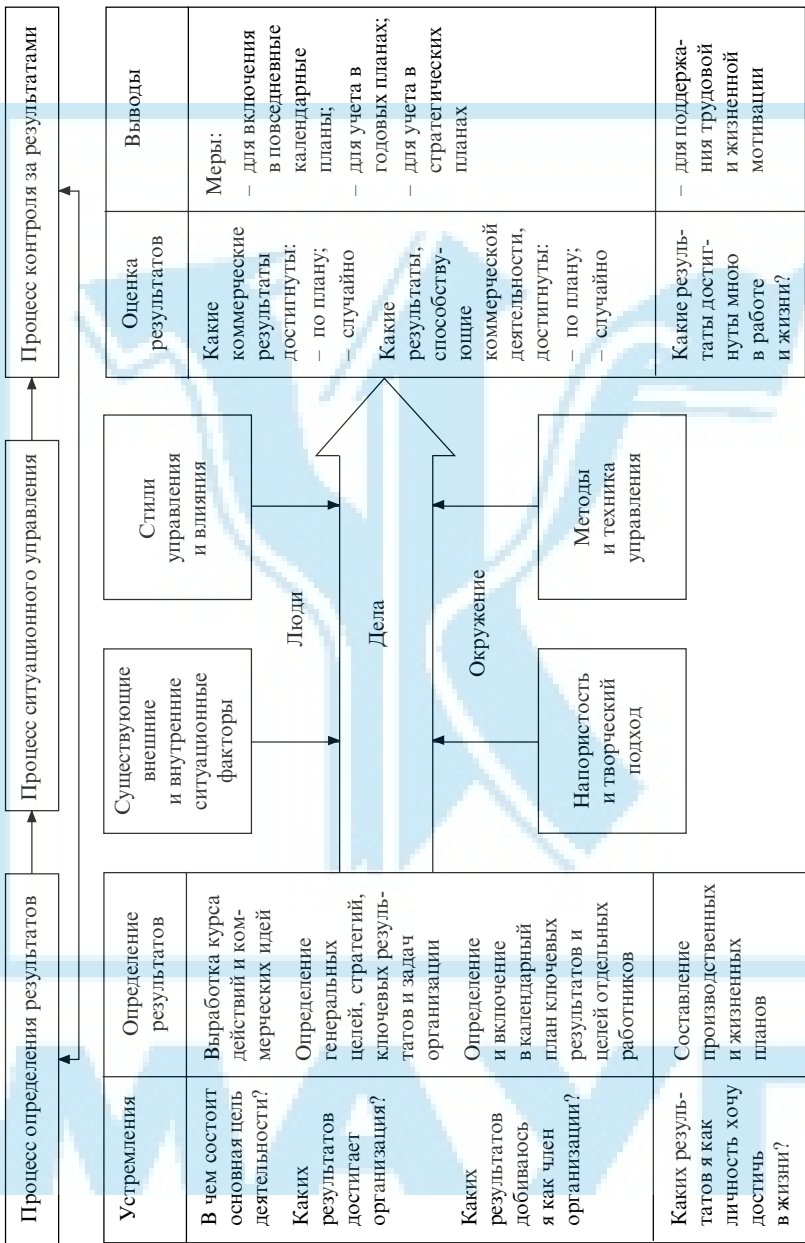 Процесс определения результатов
Процесс ситуационного управления
Процесс контроля за результатами
Устремления
В чем состоит
основная цель
деятельности?
Каких
результатов
достигает
организация?
Каких
результатов
добиваюсь
я как член
организации?
Каких резуль-
татов я как
личность хочу
достичь
в жизни?
Определение
результатов
Выработка курса
действий и ком-
мерческих идей
Определение
генеральных
целей, стратегий,
ключевых резуль-
татов и задач
организации
Определение
и включение
в календарный
план ключевых
результатов и
целей отдельных
работников
Составление
производственных
и жизненных
планов
Существующие
внешние
и внутренние
ситуационные
факторы
Стили
управления
и влияния
Люди
Дела
Окружение
Напористость
и творческий
подход
Методы
и техника
управления
Оценка
результатов
Какие
коммерческие
результаты
достигнуты:
– по плану;
– случайно
Какие
результаты,
способству-
ющие
коммерческой
деятельности,
достигнуты:
– по плану;
– случайно
Какие резуль-
таты достиг-
нуты мною
в работе
и жизни?
Выводы
Меры:
– для включения
в повседневные
календарные
планы;
– для учета в
годовых планах;
– для учета в
стратегических
планах
– для поддержа-
ния трудовой
и жизненной
мотивации